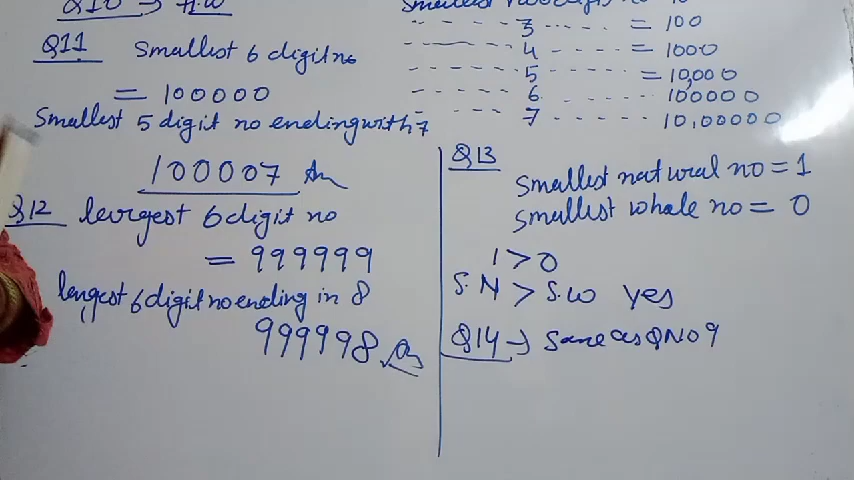 Q10 → H.W
Q11 Smallest 6 digit no
= 100000
Smallest 5 digit no ending with 7
100007 Ans
Q12 largest 6 digit no
= 999999
largest 6 digit no ending in 8
999998 Ans
3 = 100
4 = 1000
5 = 10,000
6 100000
7 10,00000
Q13
Smallest natural no = 1
Smallest whole no = 0
1 > 0
S.N > S.W yes
Q14 → Same as Q NO 9